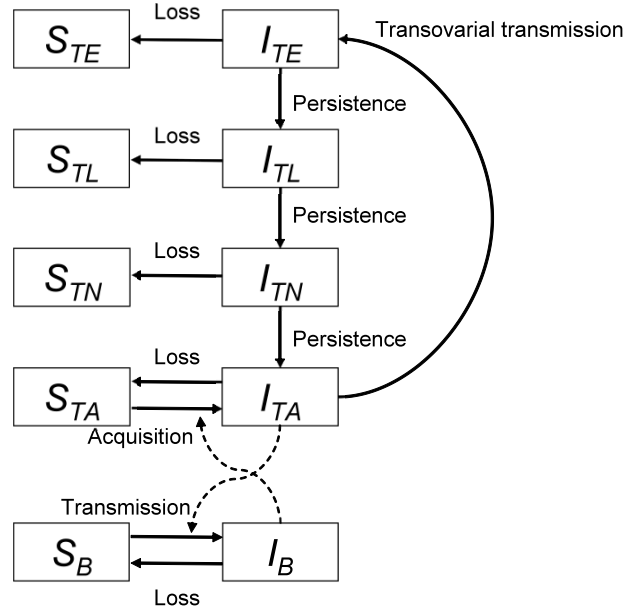 Loss
Transovarial transmission
S_TE
I_TE
Persistence
Loss
S_TL
I_TL
Persistence
Loss
S_TN
I_TN
Persistence
Loss
S_TA
I_TA
Acquisition
Transmission
S_B
I_B
Loss